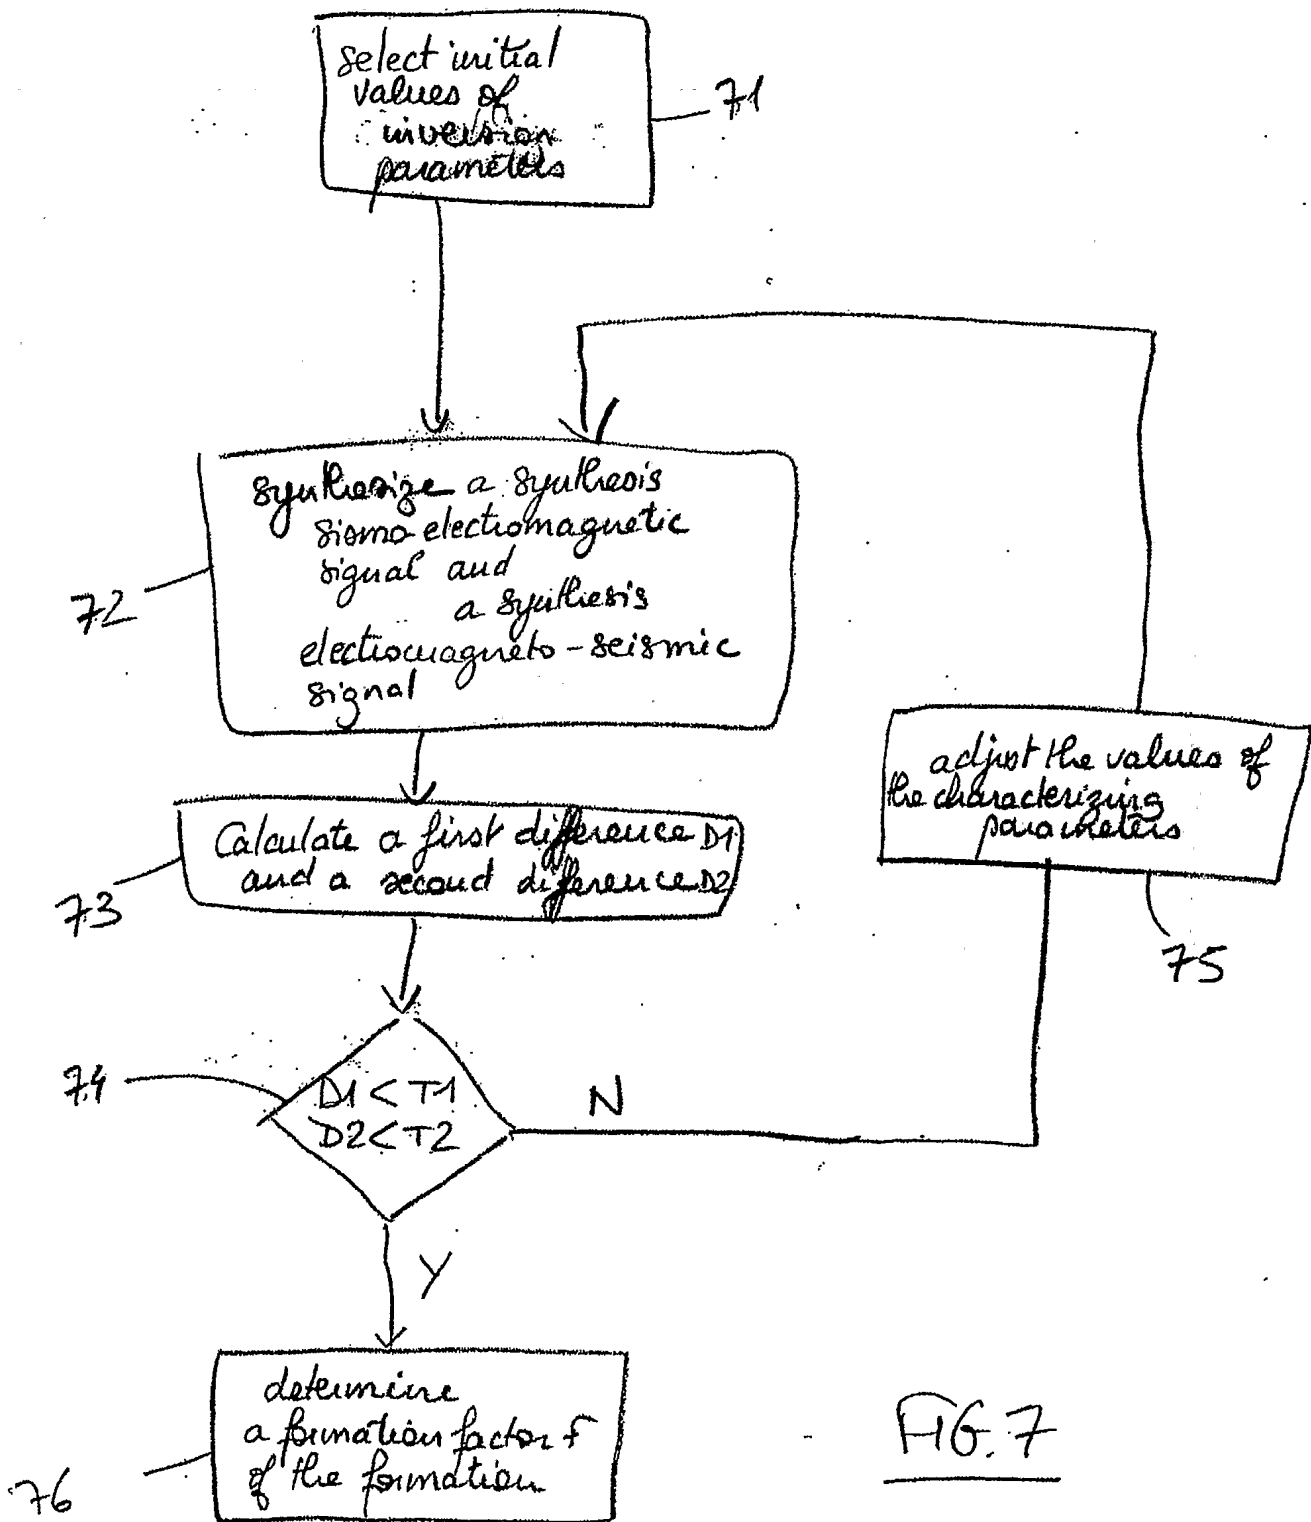 select initial
values of
inversion
parameters
71
synthesize a synthesis
sismo-electromagnetic
signal and
a synthesis
electromagneto-seismic
signal
72
adjust the values of
the characterizing
parameters
75
Calculate a first difference D1
and a second difference D2
73
74
D1 < T1
D2 < T2
N
Y
determine
a formation factor F
of the formation
76
FIG. 7